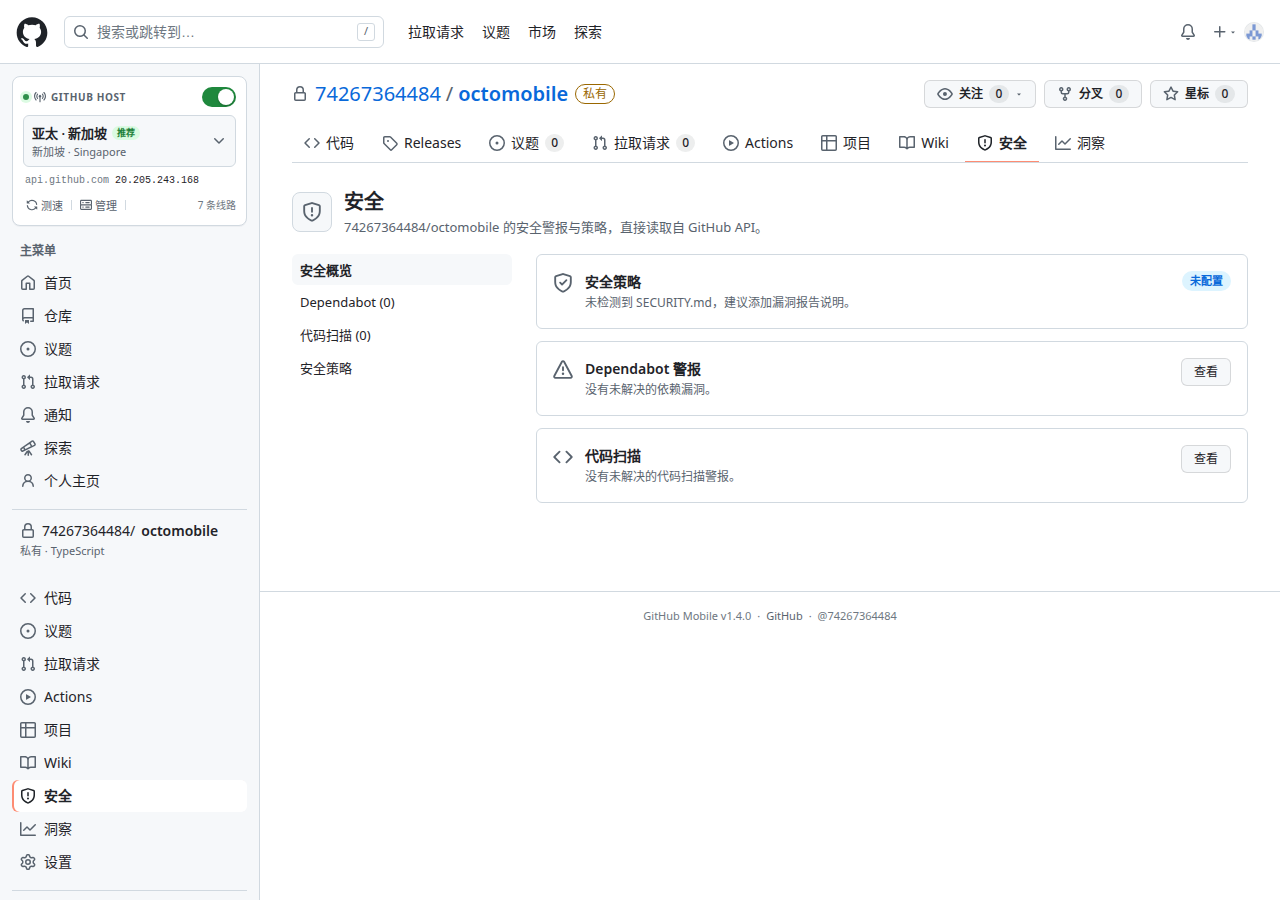 搜索或跳转到…
/
拉取请求
议题
市场
探索
GITHUB HOST
亚太 · 新加坡 推荐
新加坡 · Singapore
api.github.com 20.205.243.168
测速
管理
7 条线路
主菜单
首页
仓库
议题
拉取请求
通知
探索
个人主页
74267364484/ octomobile
私有 · TypeScript
代码
议题
拉取请求
Actions
项目
Wiki
安全
洞察
设置
74267364484 / octomobile 私有
关注 0
分叉 0
星标 0
代码
Releases
议题 0
拉取请求 0
Actions
项目
Wiki
安全
洞察
安全
74267364484/octomobile 的安全警报与策略，直接读取自 GitHub API。
安全概览
Dependabot (0)
代码扫描 (0)
安全策略
安全策略
未检测到 SECURITY.md，建议添加漏洞报告说明。
未配置
Dependabot 警报
没有未解决的依赖漏洞。
查看
代码扫描
没有未解决的代码扫描警报。
查看
GitHub Mobile v1.4.0 · GitHub · @74267364484